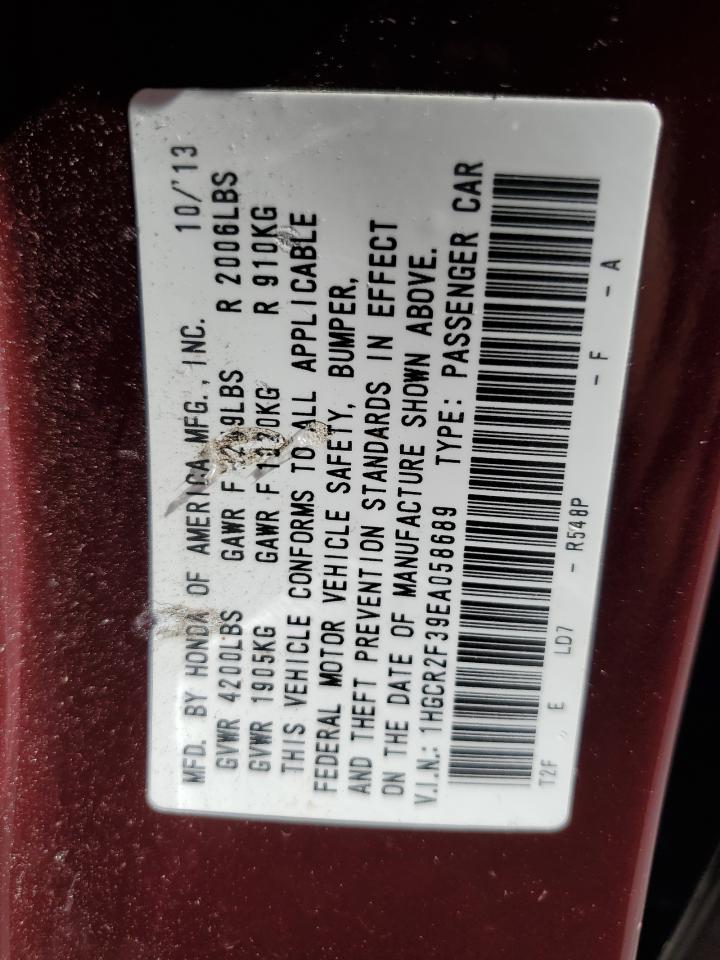 MFD. BY HONDA OF AMERICA MFG., INC. 10/'13
GVWR 4200LBS GAWR F R 2006LBS
GVWR 1905KG GAWR F R 910KG
THIS VEHICLE CONFORMS TO ALL APPLICABLE
FEDERAL MOTOR VEHICLE SAFETY, BUMPER,
AND THEFT PREVENTION STANDARDS IN EFFECT
ON THE DATE OF MANUFACTURE SHOWN ABOVE.
V.I.N.: 1HGCR2F39EA058689 TYPE: PASSENGER CAR
T2F E LD7 - R548P - F - A